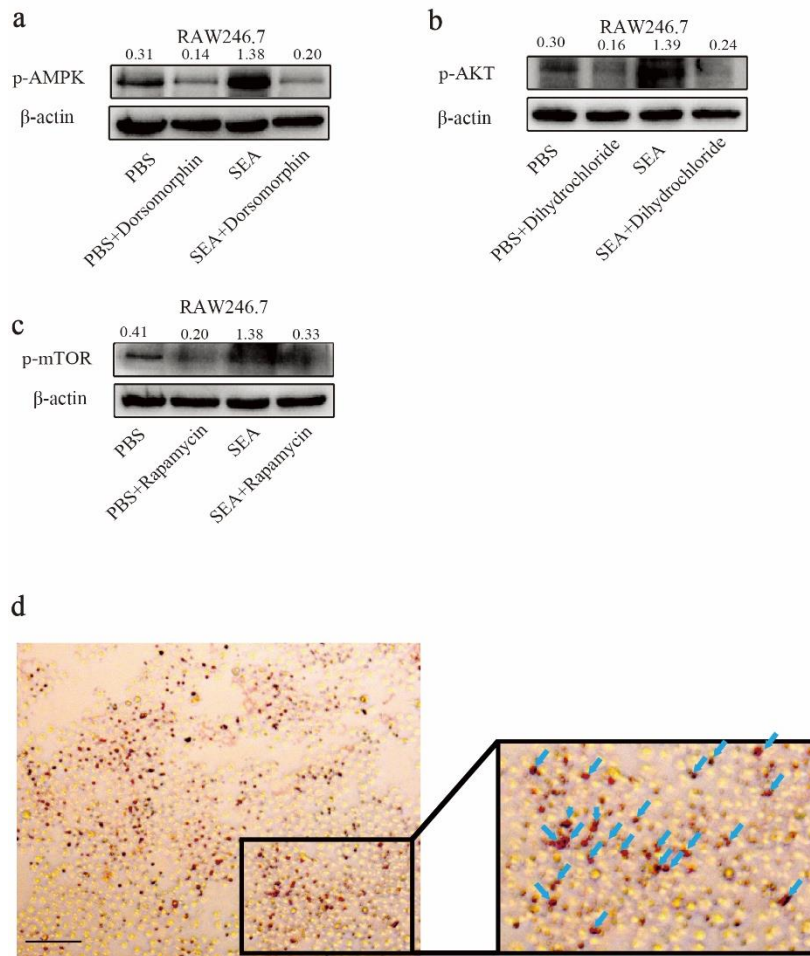 a
RAW246.7
0.31 0.14 1.38 0.20
p-AMPK
β-actin
PBS
PBS+Dorsomorphin
SEA
SEA+Dorsomorphin
b
RAW246.7
0.30 0.16 1.39 0.24
p-AKT
β-actin
PBS
PBS+Dihydrochloride
SEA
SEA+Dihydrochloride
c
RAW246.7
0.41 0.20 1.38 0.33
p-mTOR
β-actin
PBS
PBS+Rapamycin
SEA
SEA+Rapamycin
d